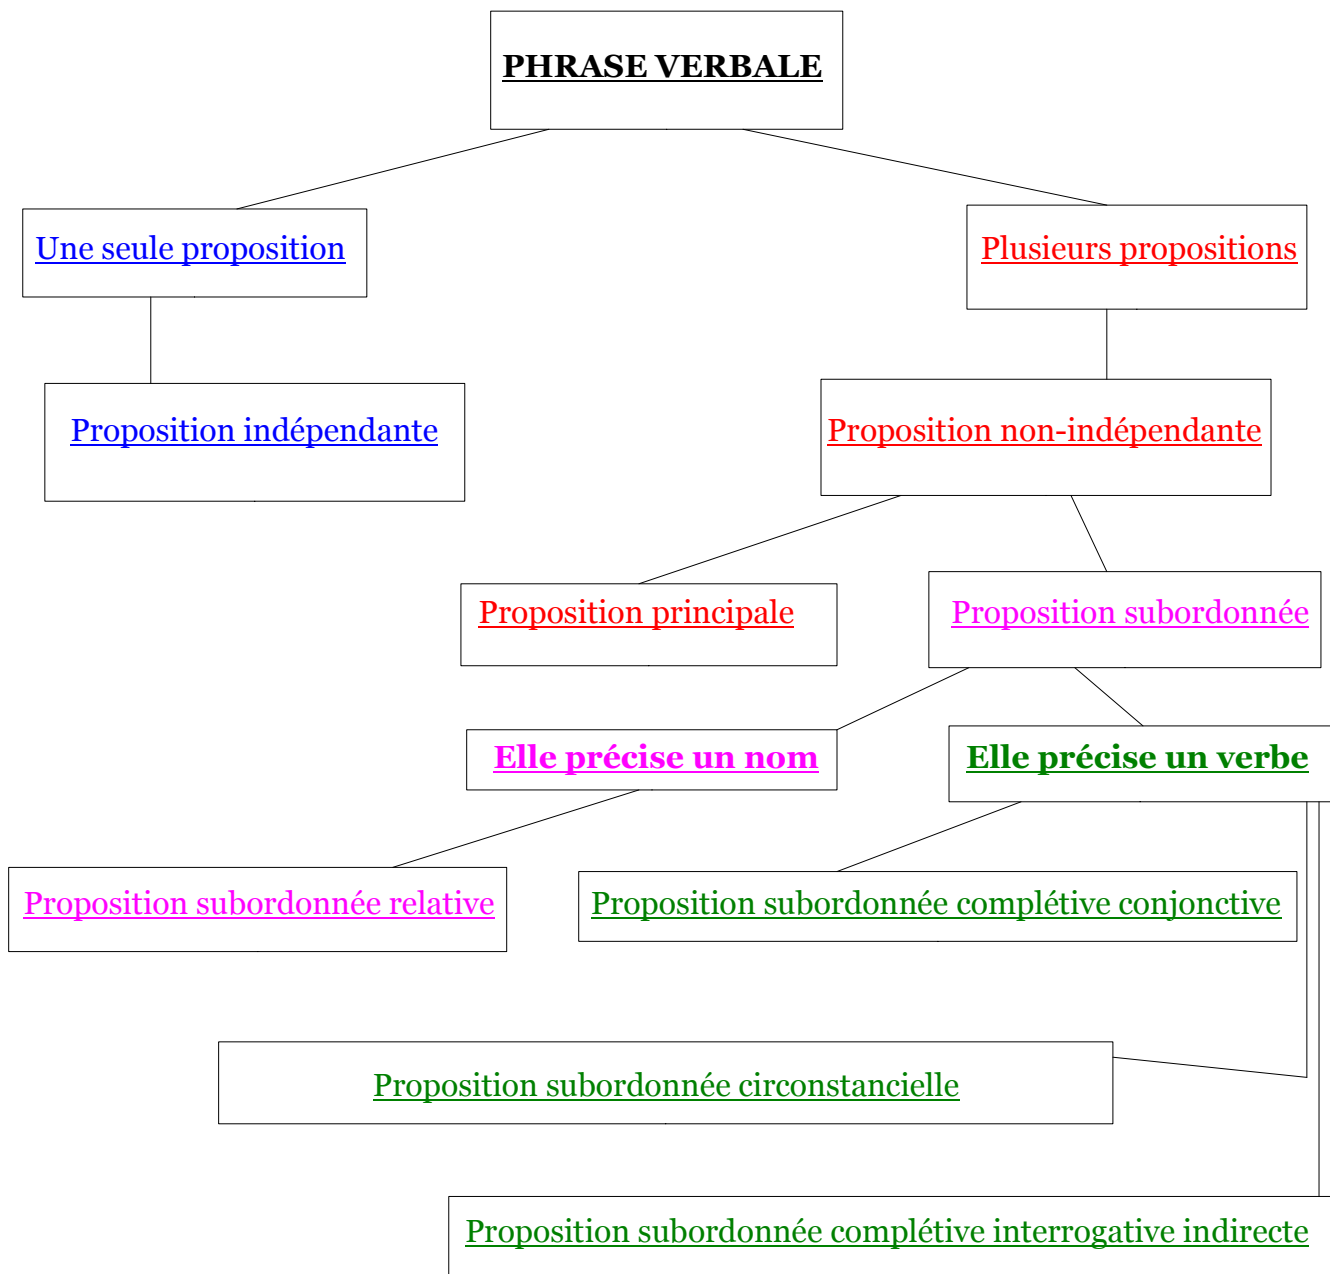 PHRASE VERBALE
Une seule proposition
Plusieurs propositions
Proposition indépendante
Proposition non-indépendante
Proposition principale
Proposition subordonnée
Elle précise un nom
Elle précise un verbe
Proposition subordonnée relative
Proposition subordonnée complétive conjonctive
Proposition subordonnée circonstancielle
Proposition subordonnée complétive interrogative indirecte